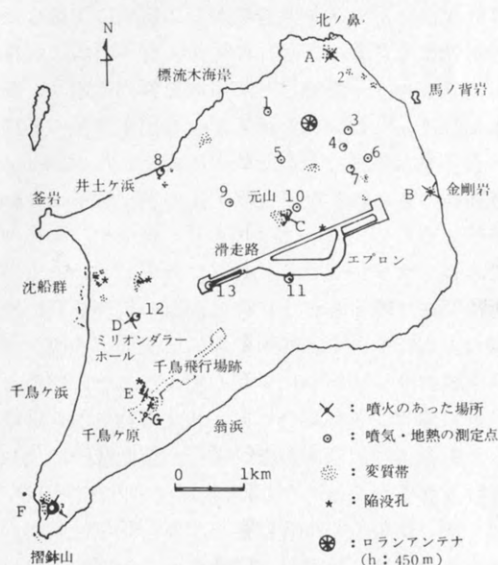 N
北ノ鼻
A
標流木海岸
馬ノ背岩
1
3
4
6
5
7
8
井土ケ浜
9
元山
10
C
B
金剛岩
釜岩
滑走路
エプロン
沈船群
13
11
12
D
ミリオンダラー
ホール
千鳥飛行場跡
千鳥ケ浜
E
G
千鳥ケ原
翁浜
F
摺鉢山
0
1km
: 噴火のあった場所
: 噴気・地熱の測定点
: 変質帯
: 陥没孔
: ロランアンテナ
(h: 450m)